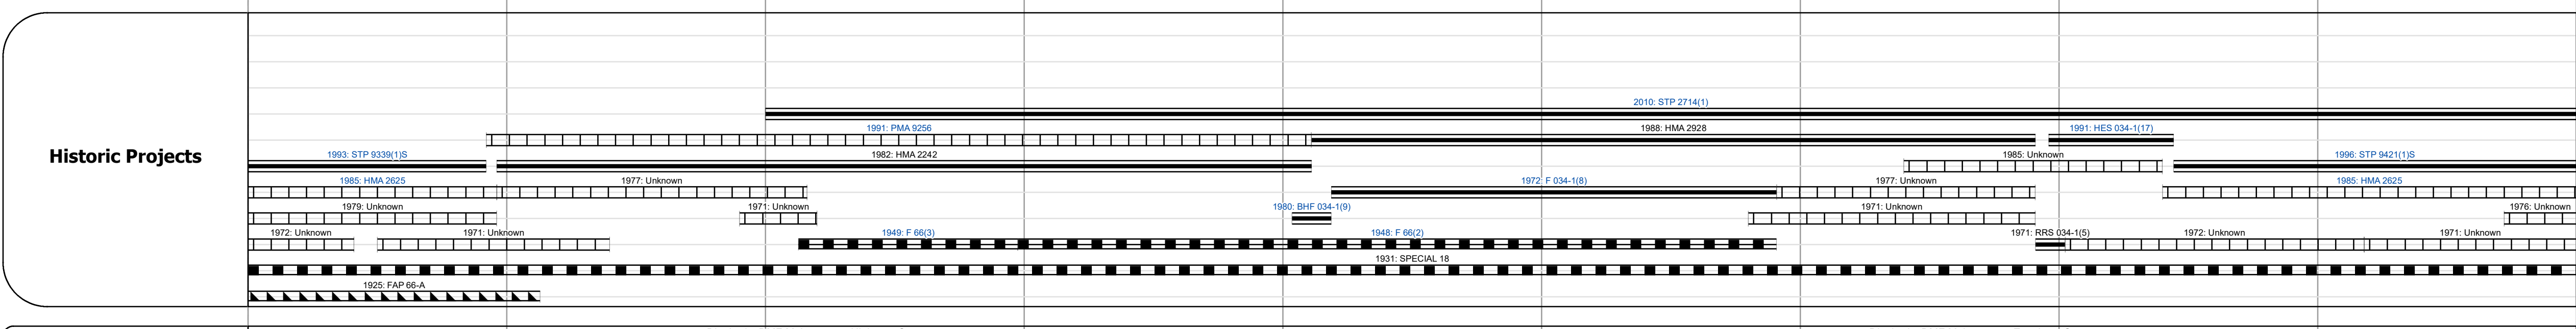 Historic Projects
2010: STP 2714(1)
1991: PMA 9256
1988: HMA 2928
1991: HES 034-1(17)
1993: STP 9339(1)S
1982: HMA 2242
1985: Unknown
1996: STP 9421(1)S
1985: HMA 2625
1977: Unknown
1972: F 034-1(8)
1977: Unknown
1985: HMA 2625
1979: Unknown
1971: Unknown
1980: BHF 034-1(9)
1971: Unknown
1976: Unknown
1972: Unknown
1971: Unknown
1949: F 66(3)
1948: F 66(2)
1971: RRS 034-1(5)
1972: Unknown
1971: Unknown
1931: SPECIAL 18
1925: FAP 66-A